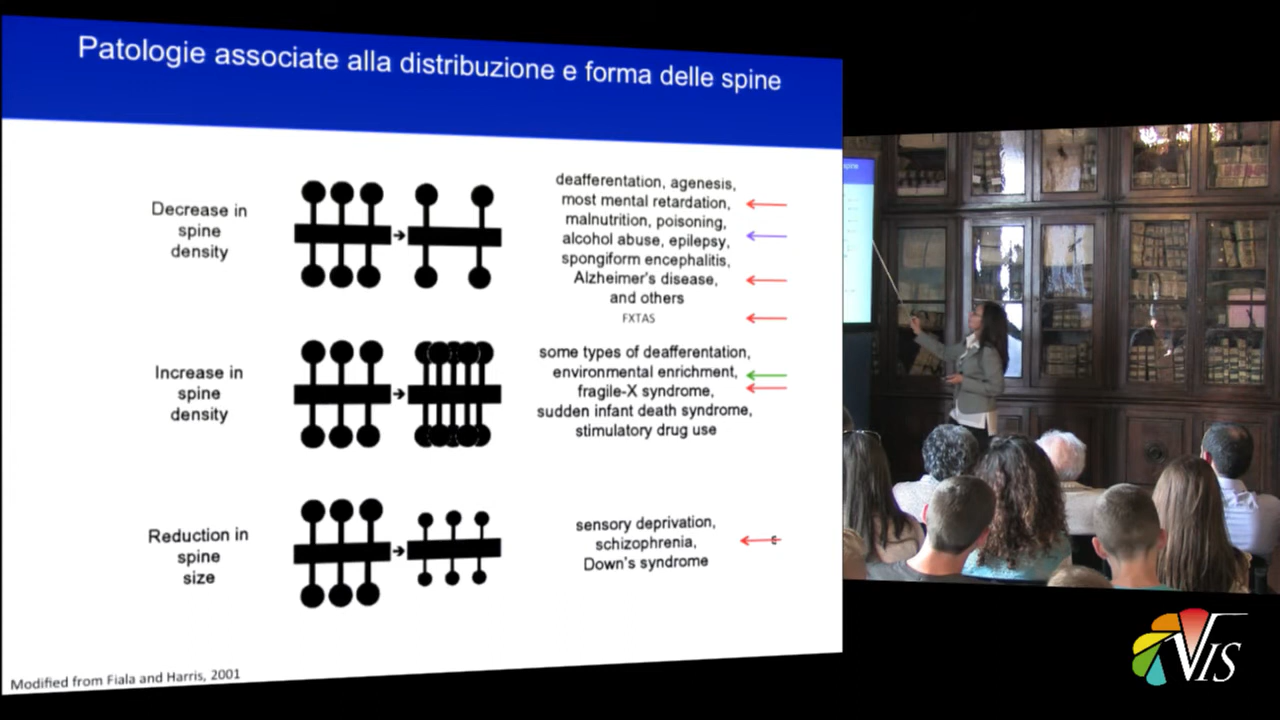 Patologie associate alla distribuzione e forma delle spine
Decrease in
spine
density
deafferentation, agenesis,
most mental retardation,
malnutrition, poisoning,
alcohol abuse, epilepsy,
spongiform encephalitis,
Alzheimer's disease,
and others
FXTAS
Increase in
spine
density
some types of deafferentation,
environmental enrichment,
fragile-X syndrome,
sudden infant death syndrome,
stimulatory drug use
Reduction in
spine
size
sensory deprivation,
schizophrenia,
Down's syndrome
Modified from Fiala and Harris, 2001
spine
VIS